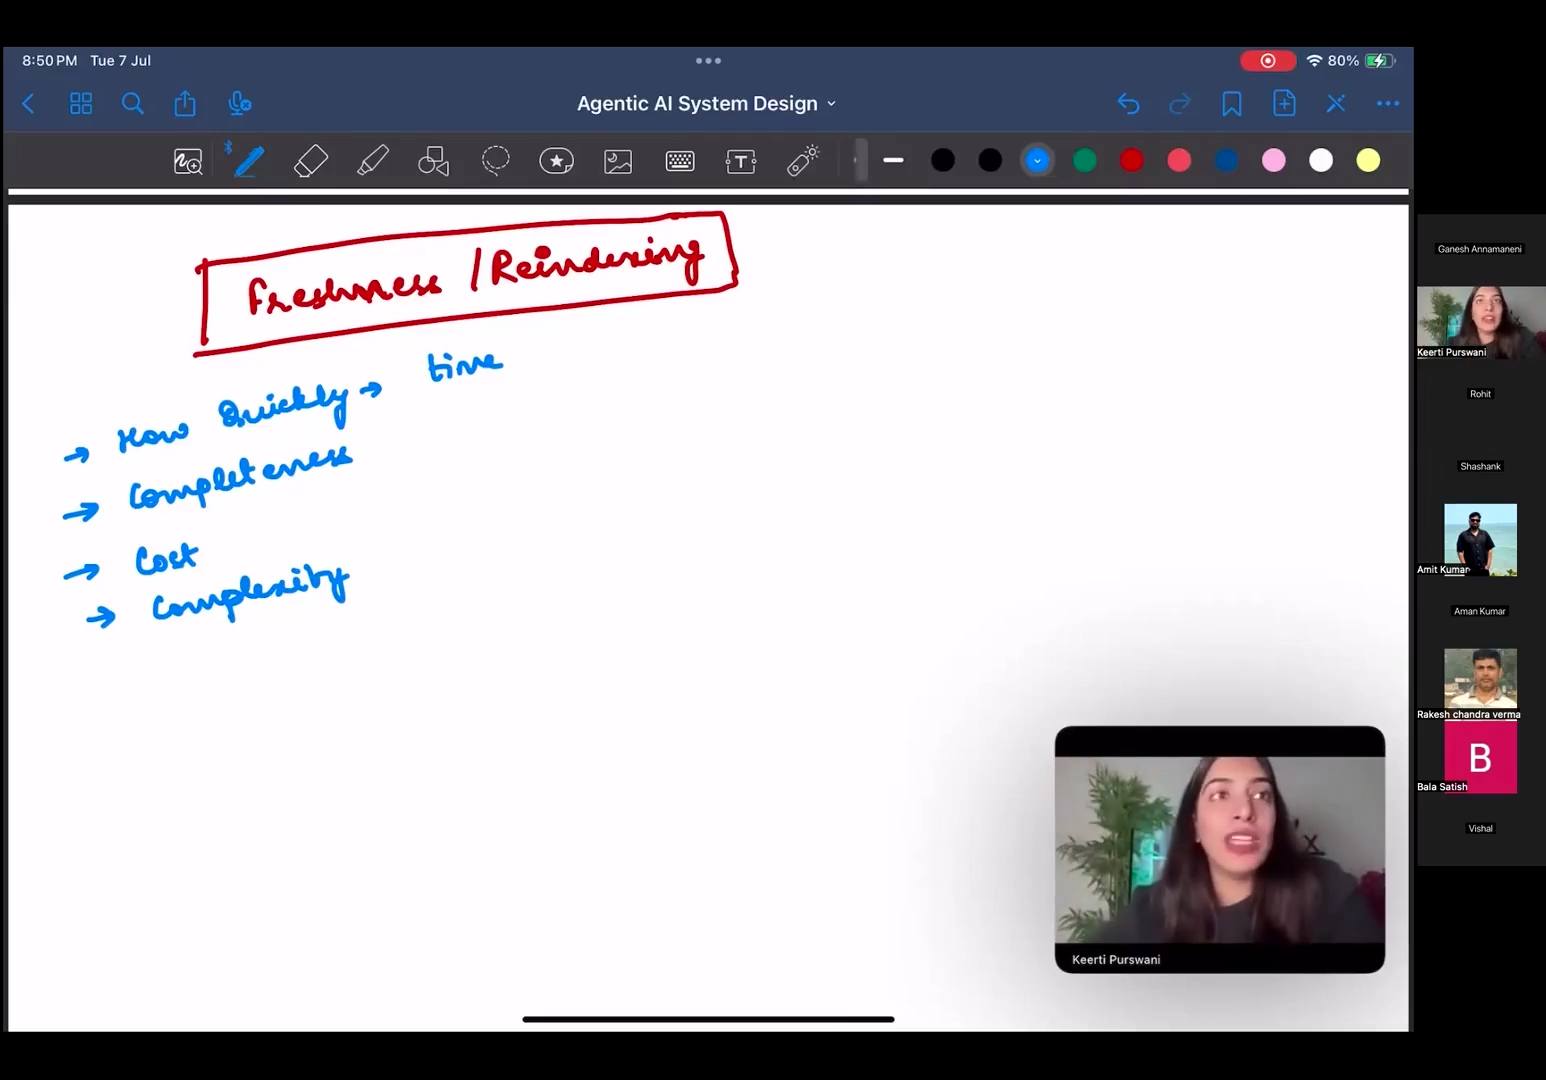 8:50 PM Tue 7 Jul
80%
Agentic AI System Design
T
Freshness / Reindexing
→ How Quickly → time
→ Completeness
→ Cost
→ Complexity
Keerti Purswani
Ganesh Annamaneni
Keerti Purswani
Rohit
Shashank
Amit Kumar
Aman Kumar
Rakesh chandra verma
B
Bala Satish
Vishal